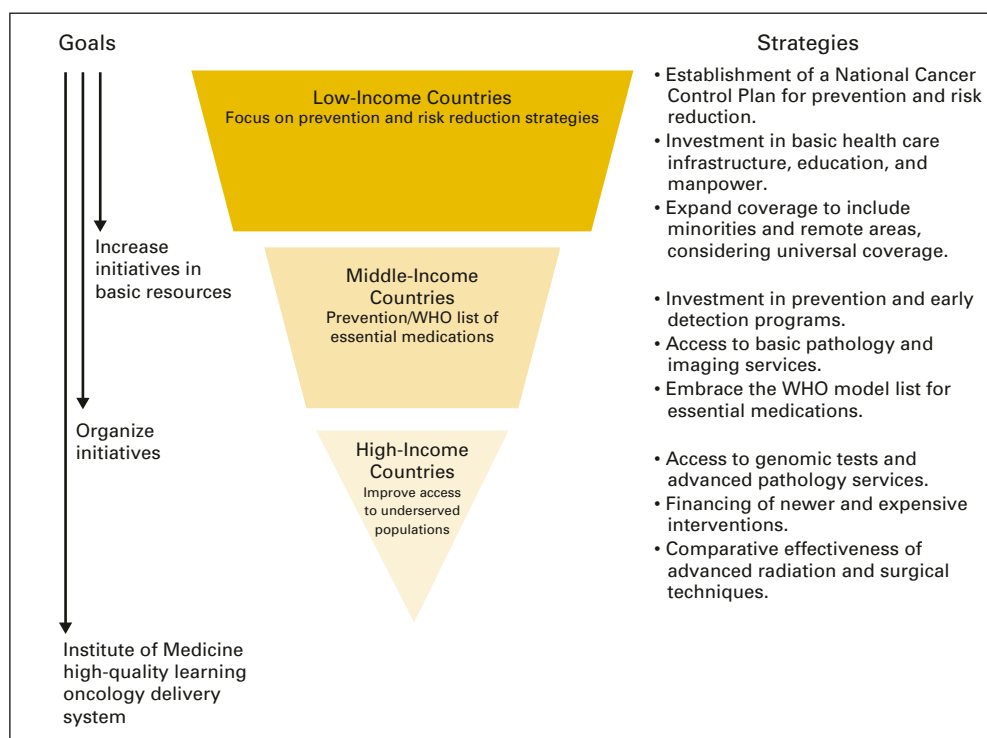 Goals
Increase
initiatives in
basic resources
Organize
initiatives
Institute of Medicine
high-quality learning
oncology delivery
system
Low-Income Countries
Focus on prevention and risk reduction strategies
Middle-Income
Countries
Prevention/WHO list of
essential medications
High-Income
Countries
Improve access
to underserved
populations
Strategies
• Establishment of a National Cancer
Control Plan for prevention and risk
reduction.
• Investment in basic health care
infrastructure, education, and
manpower.
• Expand coverage to include
minorities and remote areas,
considering universal coverage.
• Investment in prevention and early
detection programs.
• Access to basic pathology and
imaging services.
• Embrace the WHO model list for
essential medications.
• Access to genomic tests and
advanced pathology services.
• Financing of newer and expensive
interventions.
• Comparative effectiveness of
advanced radiation and surgical
techniques.